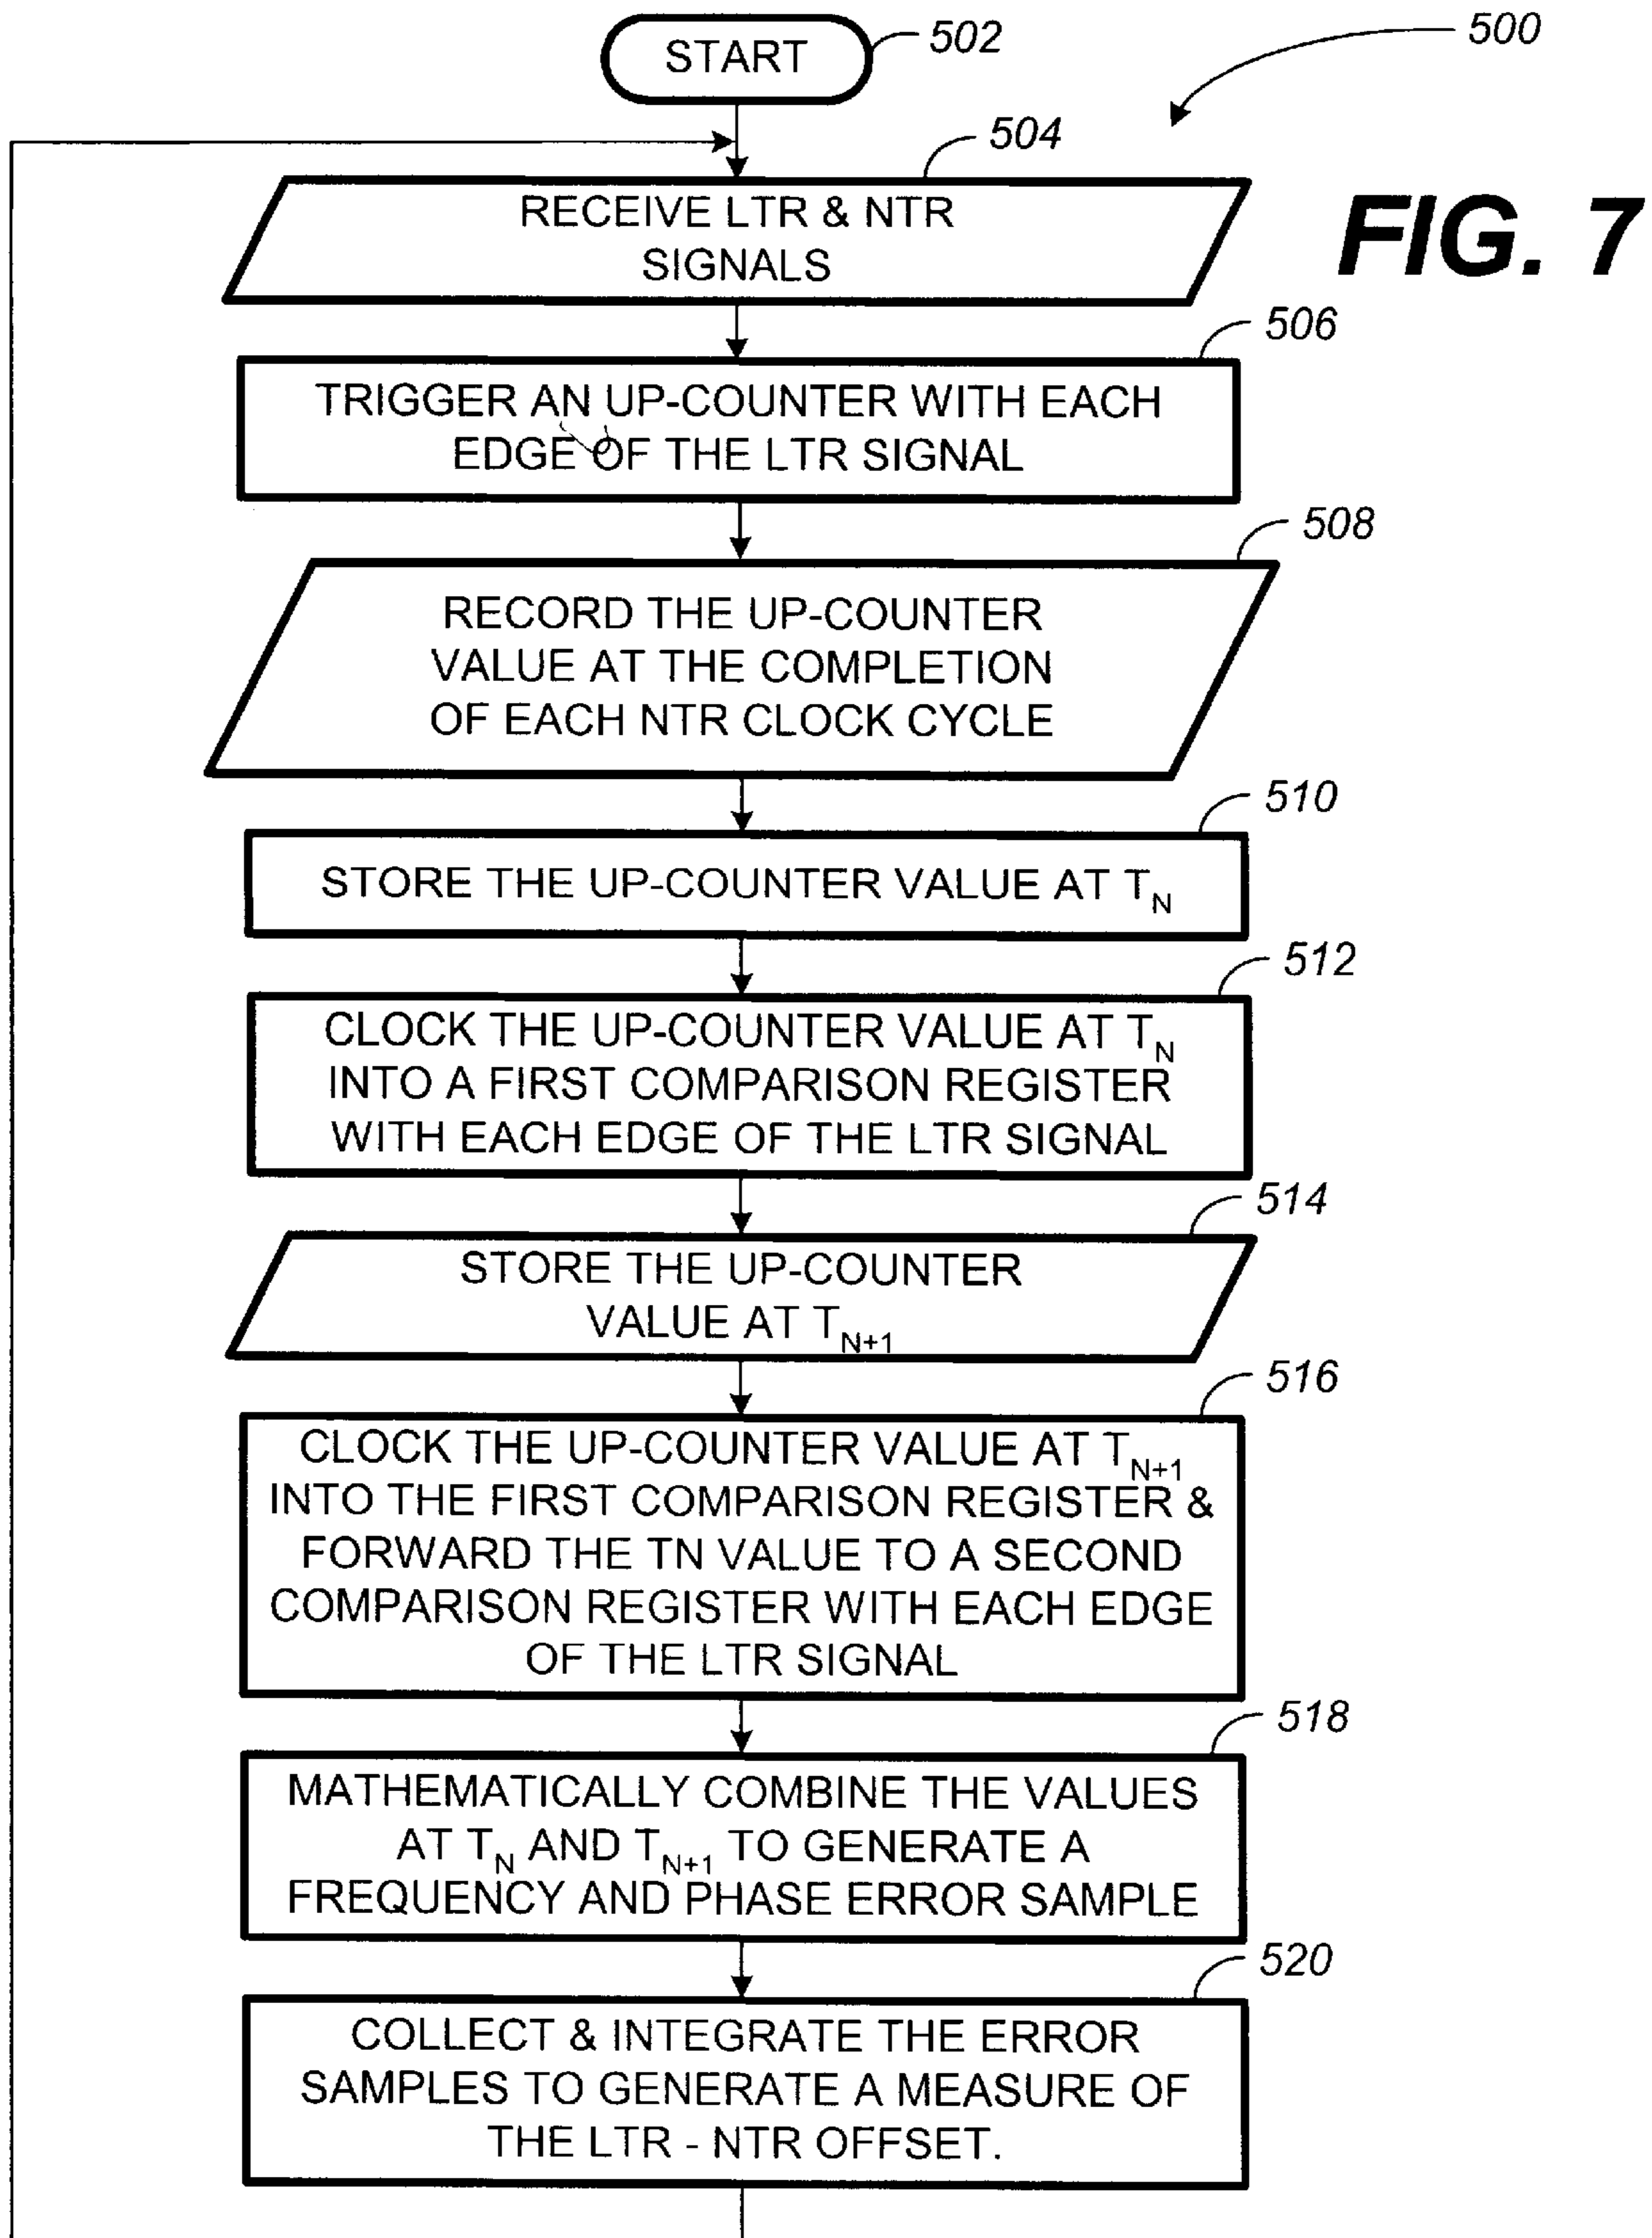 START
502
500
504
RECEIVE LTR & NTR
SIGNALS
FIG. 7
506
TRIGGER AN UP-COUNTER WITH EACH
EDGE OF THE LTR SIGNAL
508
RECORD THE UP-COUNTER
VALUE AT THE COMPLETION
OF EACH NTR CLOCK CYCLE
510
STORE THE UP-COUNTER VALUE AT T_N
512
CLOCK THE UP-COUNTER VALUE AT T_N
INTO A FIRST COMPARISON REGISTER
WITH EACH EDGE OF THE LTR SIGNAL
514
STORE THE UP-COUNTER
VALUE AT T_N+1
516
CLOCK THE UP-COUNTER VALUE AT T_N+1
INTO THE FIRST COMPARISON REGISTER &
FORWARD THE TN VALUE TO A SECOND
COMPARISON REGISTER WITH EACH EDGE
OF THE LTR SIGNAL
518
MATHEMATICALLY COMBINE THE VALUES
AT T_N AND T_N+1 TO GENERATE A
FREQUENCY AND PHASE ERROR SAMPLE
520
COLLECT & INTEGRATE THE ERROR
SAMPLES TO GENERATE A MEASURE OF
THE LTR - NTR OFFSET.